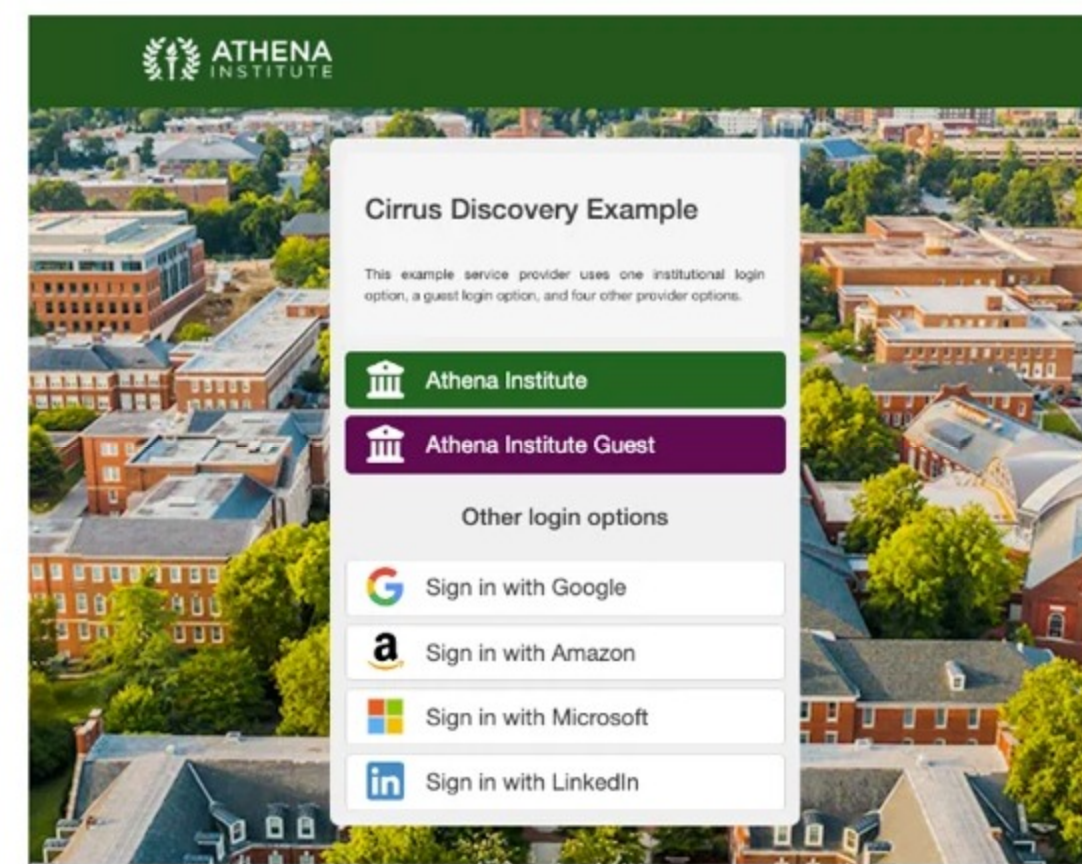 ATHENA
INSTITUTE
Cirrus Discovery Example
This example service provider uses one institutional login
option, a guest login option, and four other provider options.
Athena Institute
Athena Institute Guest
Other login options
Sign in with Google
Sign in with Amazon
Sign in with Microsoft
Sign in with LinkedIn